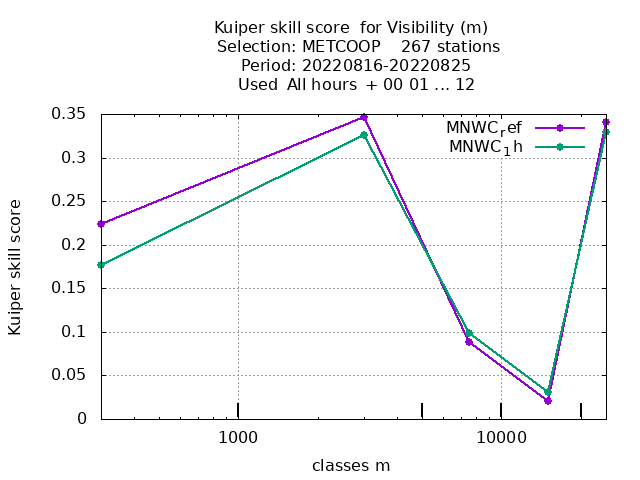 Kuiper skill score  for Visibility (m)
Selection: METCOOP    267 stations
Period: 20220816-20220825
Used  All hours  + 00 01 ... 12
MNWC_ref
MNWC_1h
0.35
0.3
0.25
0.2
0.15
0.1
0.05
0
Kuiper skill score
1000
10000
classes m